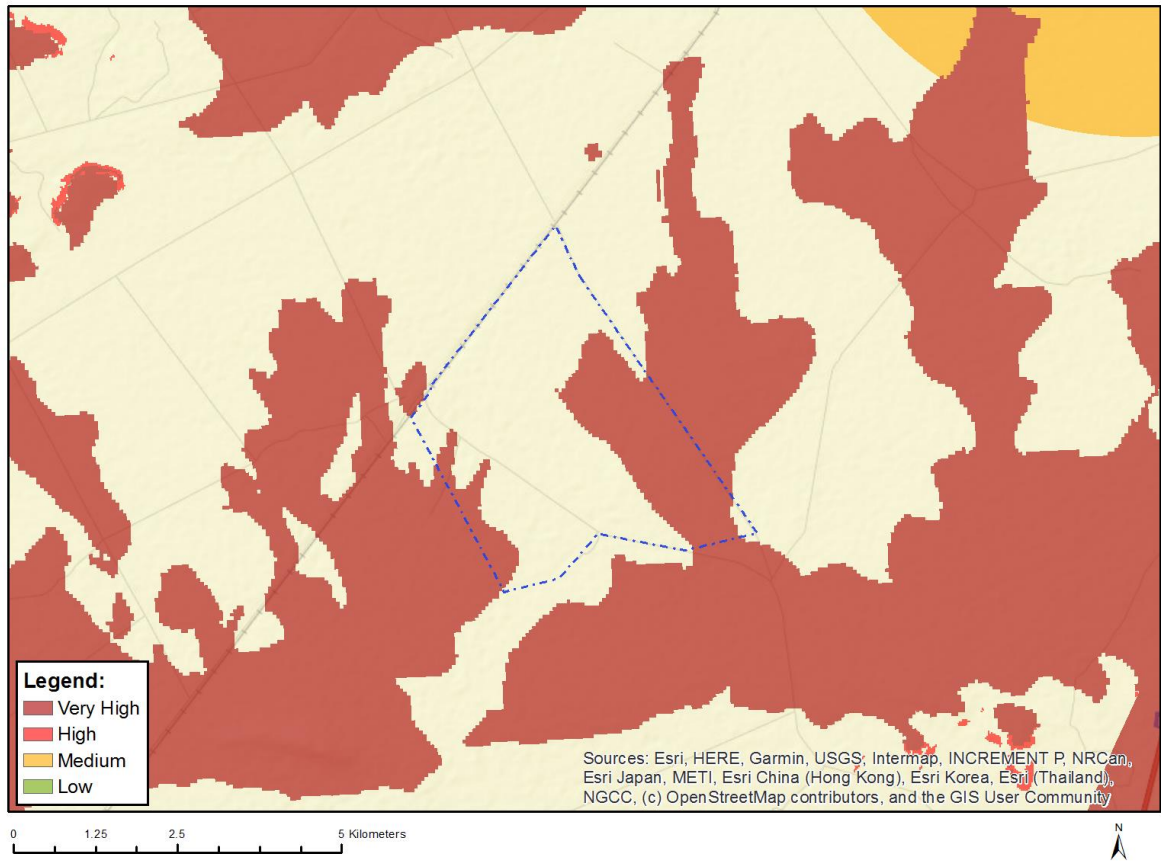 Legend:
Very High
High
Medium
Low
Sources: Esri, HERE, Garmin, USGS, Intermap, INCREMENT P, NRCan,
Esri Japan, METI, Esri China (Hong Kong), Esri Korea, Esri (Thailand),
NGCC, (c) OpenStreetMap contributors, and the GIS User Community
0 1.25 2.5 5 Kilometers
N